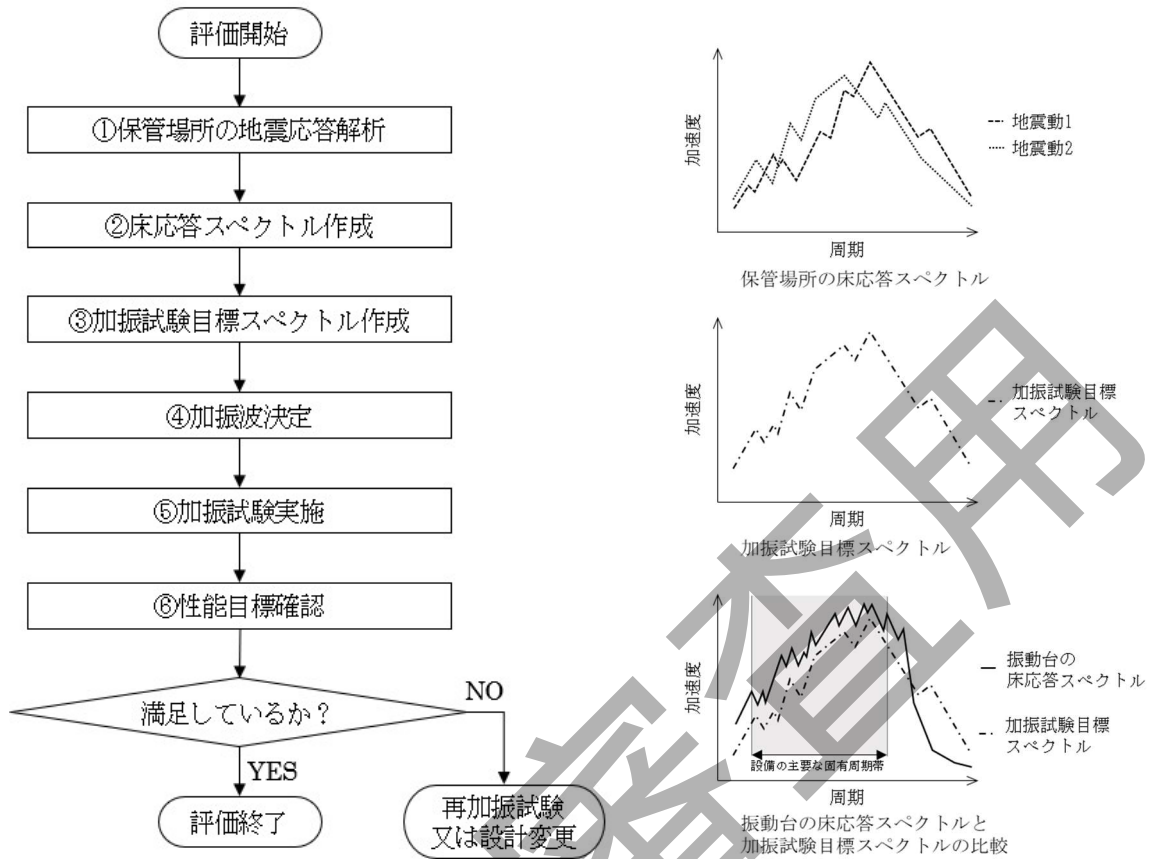 評価開始
①保管場所の地震応答解析
②床応答スペクトル作成
③加振試験目標スペクトル作成
④加振波決定
⑤加振試験実施
⑥性能目標確認
満足しているか？
NO
YES
評価終了
再加振試験
又は設計変更
加速度
地震動1
地震動2
周期
保管場所の床応答スペクトル
加速度
加振試験目標
スペクトル
周期
加振試験目標スペクトル
加速度
振動台の
床応答スペクトル
加振試験目標
スペクトル
設備の主要な固有周期帯
周期
振動台の床応答スペクトルと
加振試験目標スペクトルの比較
審査用